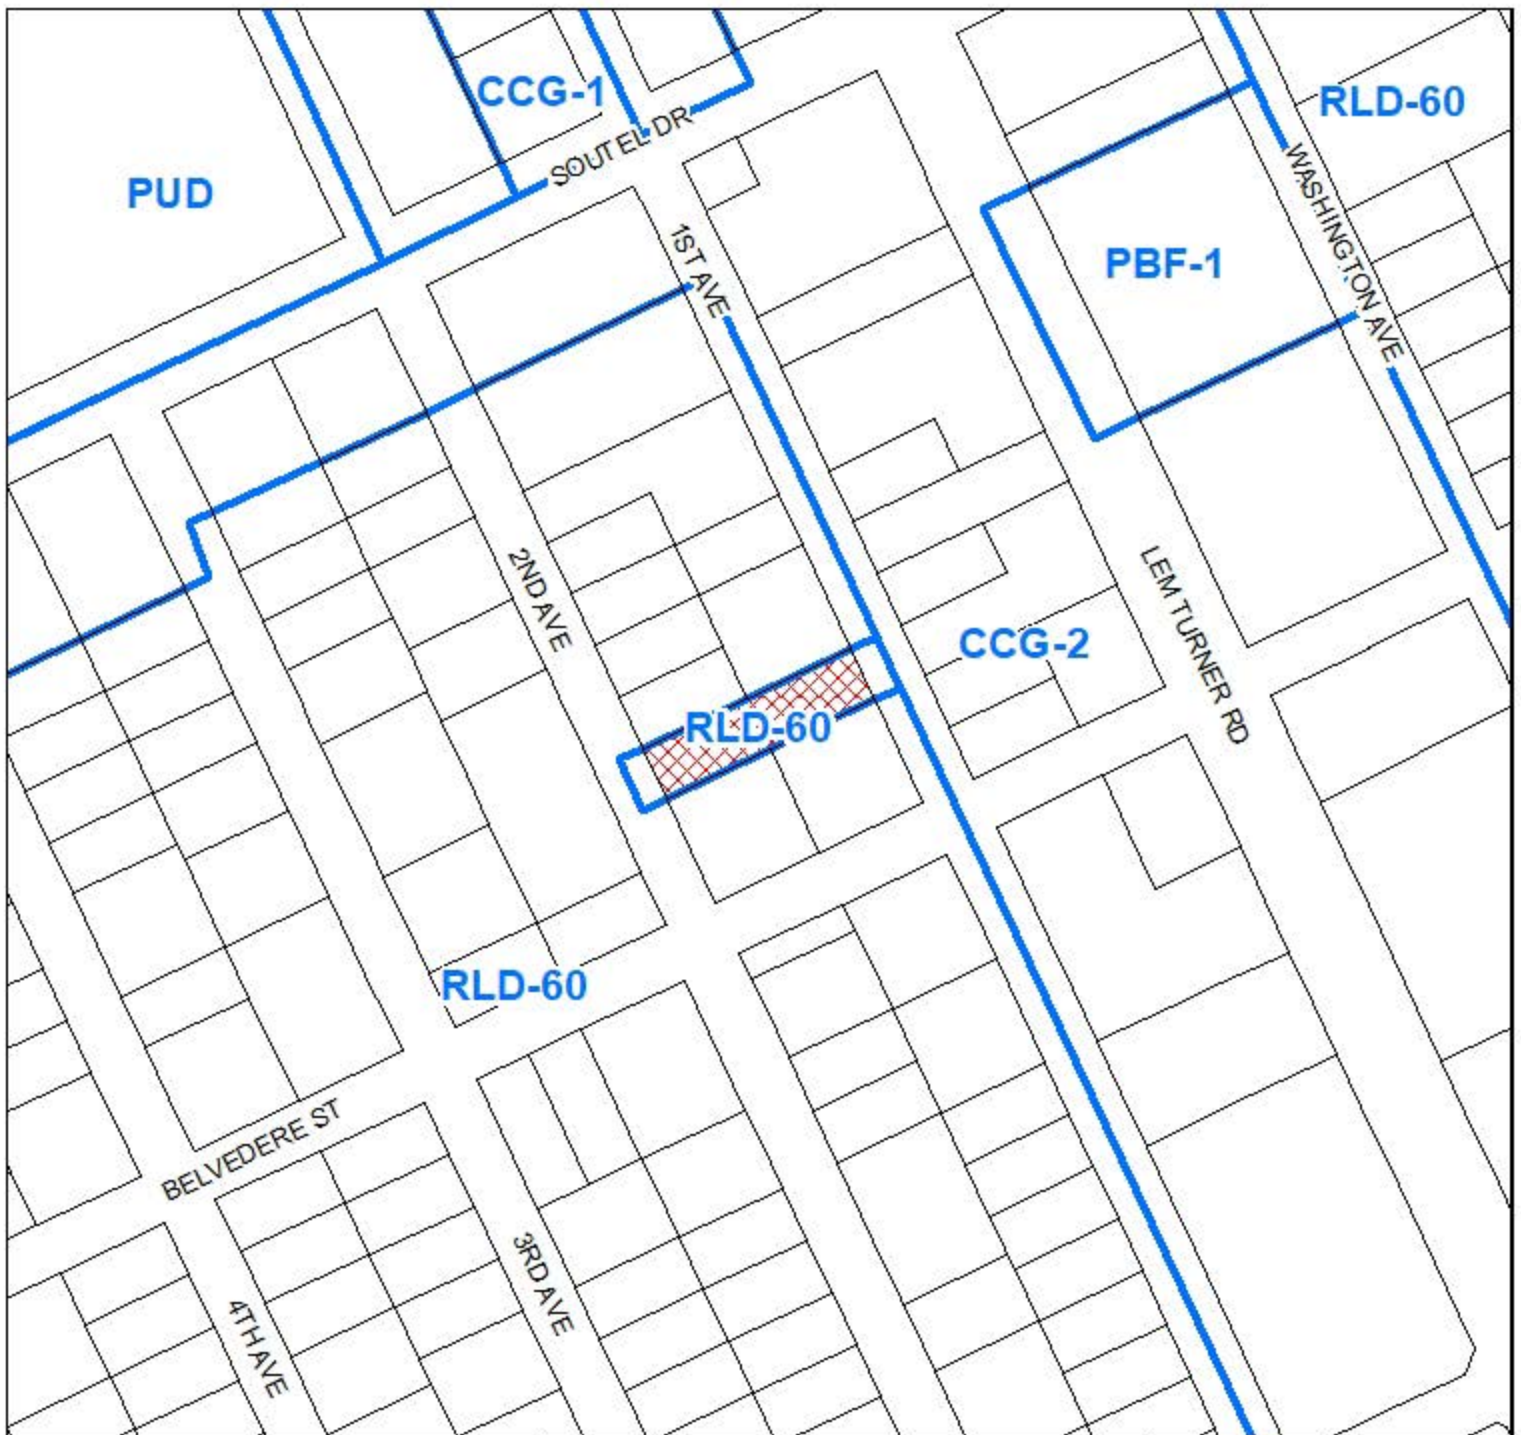 CCG-1
RLD-60
SOUTEL DR
PUD
WASHINGTON AVE
1ST AVE
PBF-1
2ND AVE
LEM TURNER RD
CCG-2
RLD-60
RLD-60
BELVEDERE ST
3RD AVE
4TH AVE